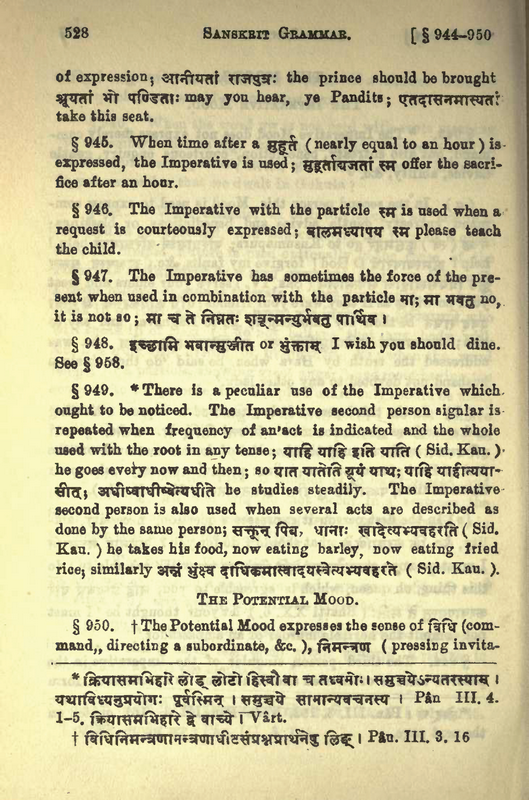 528 SANSKRIT GRAMMAR. [ § 944-950
of expression; आनीयतां राजपुत्रः the prince should be brought
श्रूयतां भो पण्डिताः may you hear, ye Pandits; एतदासनमास्यतां
take this seat.
§ 945. When time after a मुहूर्त ( nearly equal to an hour ) is
expressed, the Imperative is used; मुहूर्ताद्यजतां स्म offer the sacri-
fice after an hour.
§ 946. The Imperative with the particle स्म is used when a
request is courteously expressed; बालमध्यापय स्म please teach
the child.
§ 947. The Imperative has sometimes the force of the pre-
sent when used in combination with the particle मा; मा भवतु no,
it is not so; मा च ते निघ्नतः शत्रून्मन्युर्भवतु पार्थिव ।
§ 948. इच्छामि भवान्भुञ्जीत or भुंक्ताम् I wish you should dine.
See § 958.
§ 949. *There is a peculiar use of the Imperative which
ought to be noticed. The Imperative second person signular is
repeated when frequency of an act is indicated and the whole
used with the root in any tense; याहि याहि इति याति ( Sid. Kau. )
he goes every now and then; so यात यातेति यूयं याथ; याहि याहीत्यया-
सीत्; अधीष्वाधीष्वेत्यधीते he studies steadily. The Imperative
second person is also used when several acts are described as
done by the same person; सक्तून् पिब, धानाः खादेत्यभ्यवहरति ( Sid.
Kau. ) he takes his food, now eating barley, now eating fried
rice; similarly अन्नं भुंक्ष्व दाधिकमास्वादयस्वेत्यभ्यवहरते ( Sid. Kau. ).
THE POTENTIAL MOOD.
§ 950. †The Potential Mood expresses the sense of विधि (com-
mand,, directing a subordinate, &c. ), निमन्त्रण ( pressing invita-
* क्रियासमभिहारे लोड् लोटो हिस्वौ वा च तध्वमोः । समुच्चयेऽन्यतरस्याम् ।
यथाविध्यनुप्रयोगः पूर्वस्मिन् । समुच्चये सामान्यवचनस्य । Pân III. 4.
1-5. क्रियासमभिहारे द्वे वाच्ये । Vârt.
† विधिनिमन्त्रणामन्त्रणाधीष्टसंप्रश्नप्रार्थनेषु लिङ् । Pân. III. 3. 16